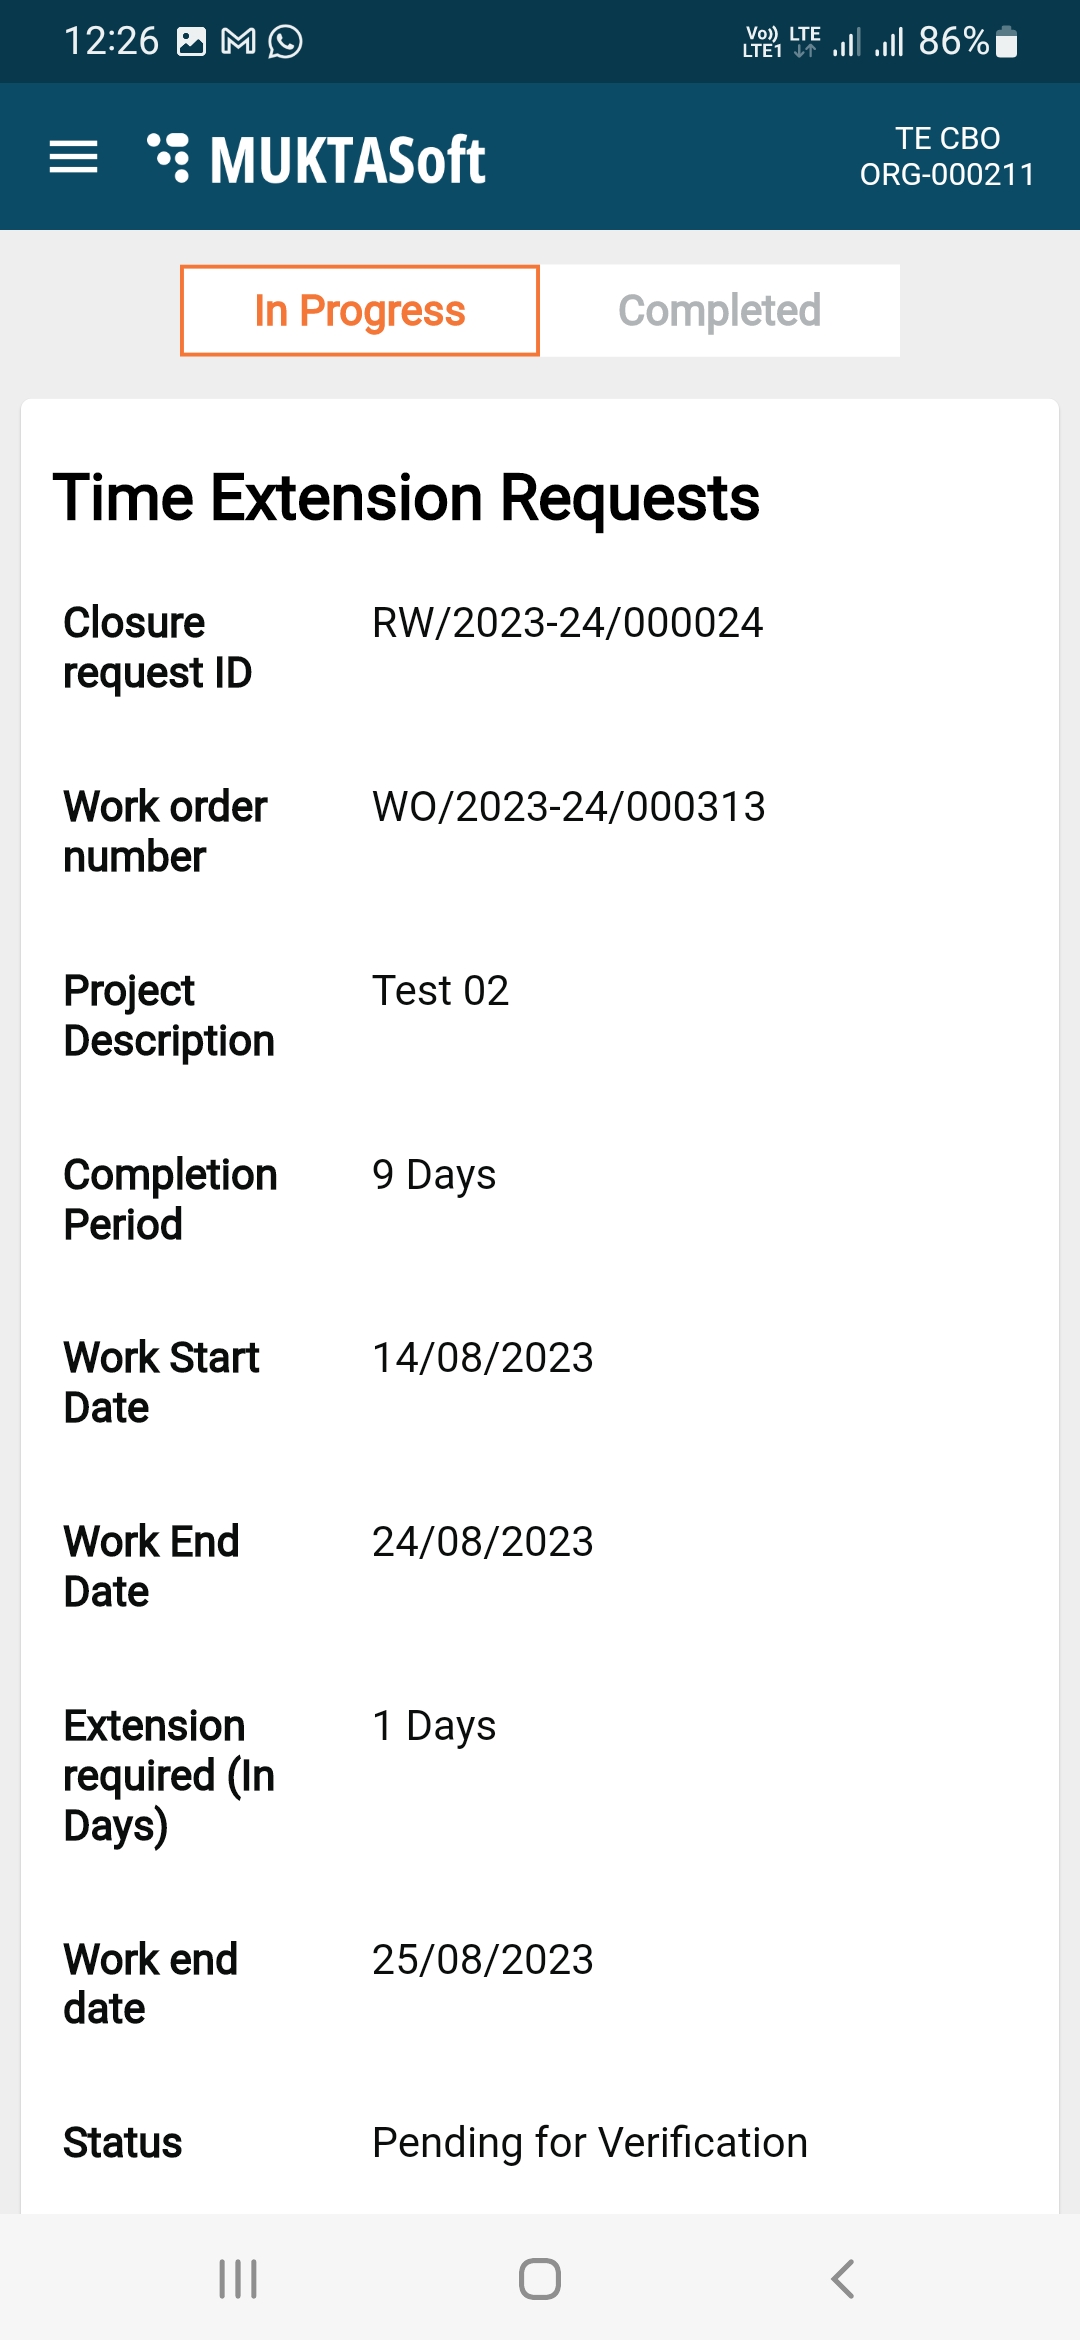 12:26
Vo)) LTE
LTE1
86%
MUKTASoft
TE CBO
ORG-000211
In Progress
Completed
Time Extension Requests
Closure request ID
RW/2023-24/000024
Work order number
WO/2023-24/000313
Project Description
Test 02
Completion Period
9 Days
Work Start Date
14/08/2023
Work End Date
24/08/2023
Extension required (In Days)
1 Days
Work end date
25/08/2023
Status
Pending for Verification